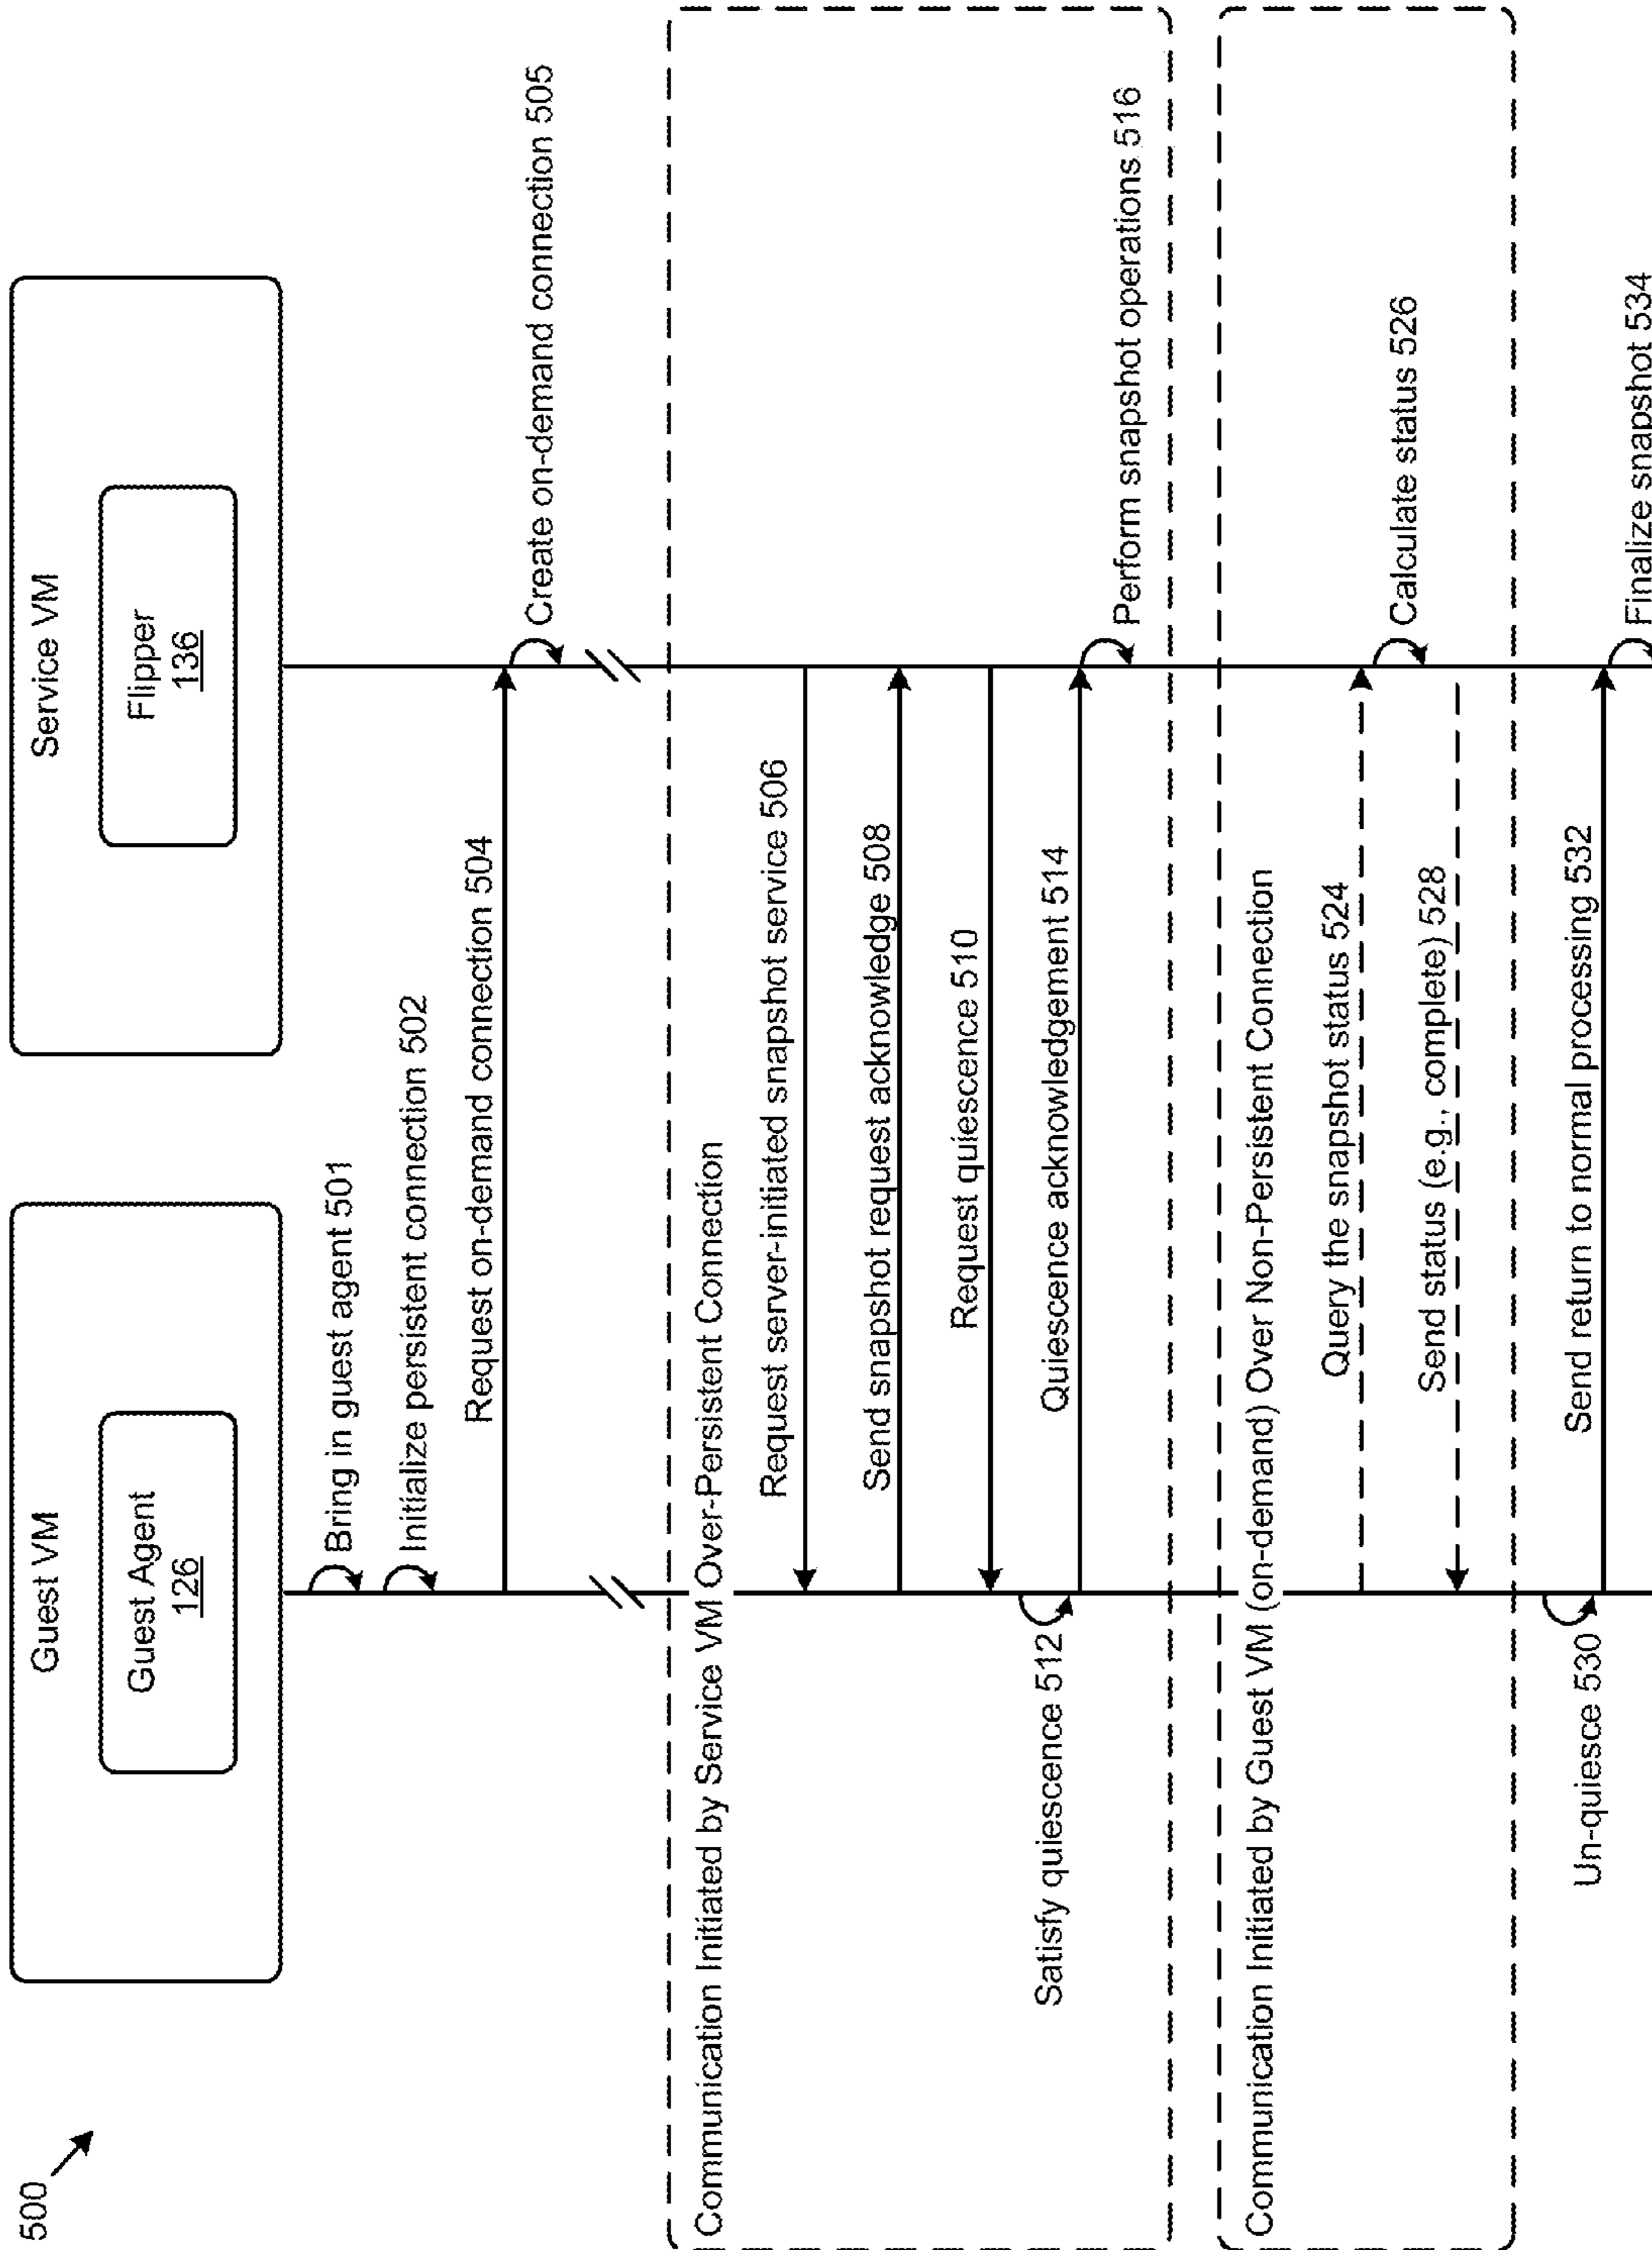 500
Guest VM
Guest Agent
126
Service VM
Flipper
136
Bring in guest agent 501
Initialize persistent connection 502
Request on-demand connection 504
Create on-demand connection 505
Communication Initiated by Service VM Over-Persistent Connection
Request server-initiated snapshot service 506
Send snapshot request acknowledge 508
Request quiescence 510
Satisfy quiescence 512
Quiescence acknowledgement 514
Perform snapshot operations 516
Communication Initiated by Guest VM (on-demand) Over Non-Persistent Connection
Query the snapshot status 524
Calculate status 526
Send status (e.g., complete) 528
Un-quiesce 530
Send return to normal processing 532
Finalize snapshot 534